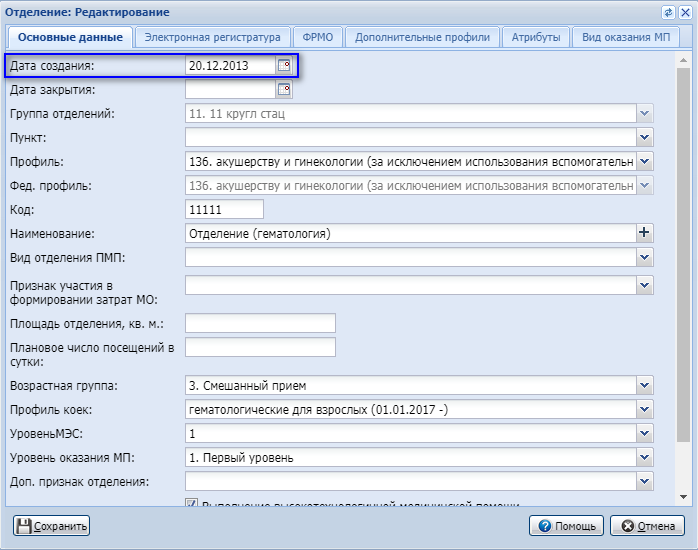 Отделение: Редактирование
Основные данные Электронная регистратура ФРМО Дополнительные профили Атрибуты Вид оказания МП
Дата создания: 20.12.2013
Дата закрытия:
Группа отделений: 11. 11 кругл стац
Пункт:
Профиль: 136. акушерству и гинекологии (за исключением использования вспомогательн
Фед. профиль: 136. акушерству и гинекологии (за исключением использования вспомогательн
Код: 11111
Наименование: Отделение (гематология)
Вид отделения ПМП:
Признак участия в
формировании затрат МО:
Площадь отделения, кв. м.:
Плановое число посещений в
сутки:
Возрастная группа: 3. Смешанный прием
Профиль коек: гематологические для взрослых (01.01.2017 -)
УровеньМЭС: 1
Уровень оказания МП: 1. Первый уровень
Доп. признак отделения:
Выполнение высокотехнологичной медицинской помощи
Сохранить Помощь Отмена